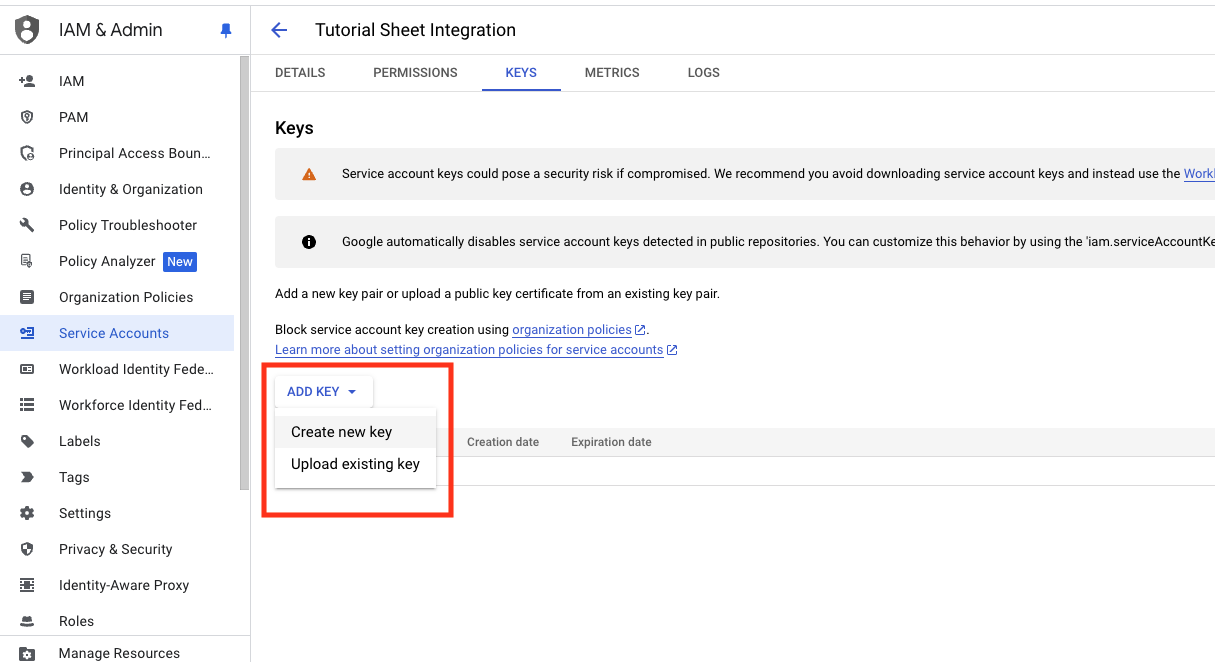 IAM & Admin
Tutorial Sheet Integration
IAM
PAM
Principal Access Boun...
Identity & Organization
Policy Troubleshooter
Policy Analyzer New
Organization Policies
Service Accounts
Workload Identity Fede...
Workforce Identity Fed...
Labels
Tags
Settings
Privacy & Security
Identity-Aware Proxy
Roles
Manage Resources
DETAILS PERMISSIONS KEYS METRICS LOGS
Keys
Service account keys could pose a security risk if compromised. We recommend you avoid downloading service account keys and instead use the Workl
Google automatically disables service account keys detected in public repositories. You can customize this behavior by using the 'iam.serviceAccountKe
Add a new key pair or upload a public key certificate from an existing key pair.
Block service account key creation using organization policies.
Learn more about setting organization policies for service accounts
ADD KEY
Create new key
Upload existing key
Creation date Expiration date